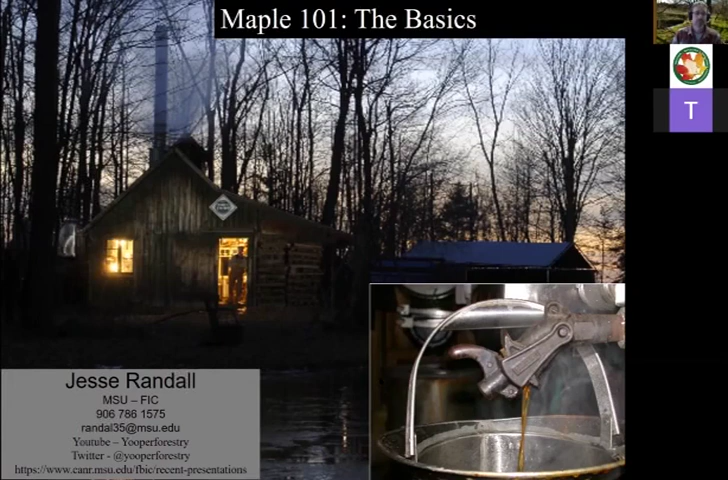 Maple 101: The Basics
T
Jesse Randall
MSU – FIC
906 786 1575
randal35@msu.edu
Youtube – Yooperforestry
Twitter - @yooperforestry
https://www.canr.msu.edu/fbic/recent-presentations